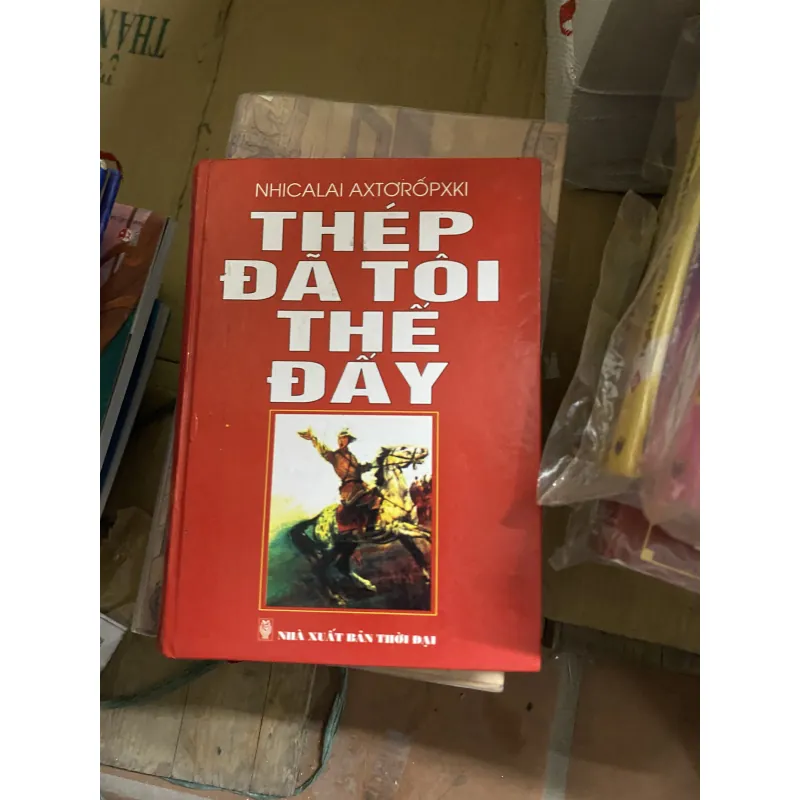 NHICALAI AXTƠRỐPXKI
THÉP
ĐÃ TÔI
THẾ
ĐẤY
NHÀ XUẤT BẢN THỜI ĐẠI